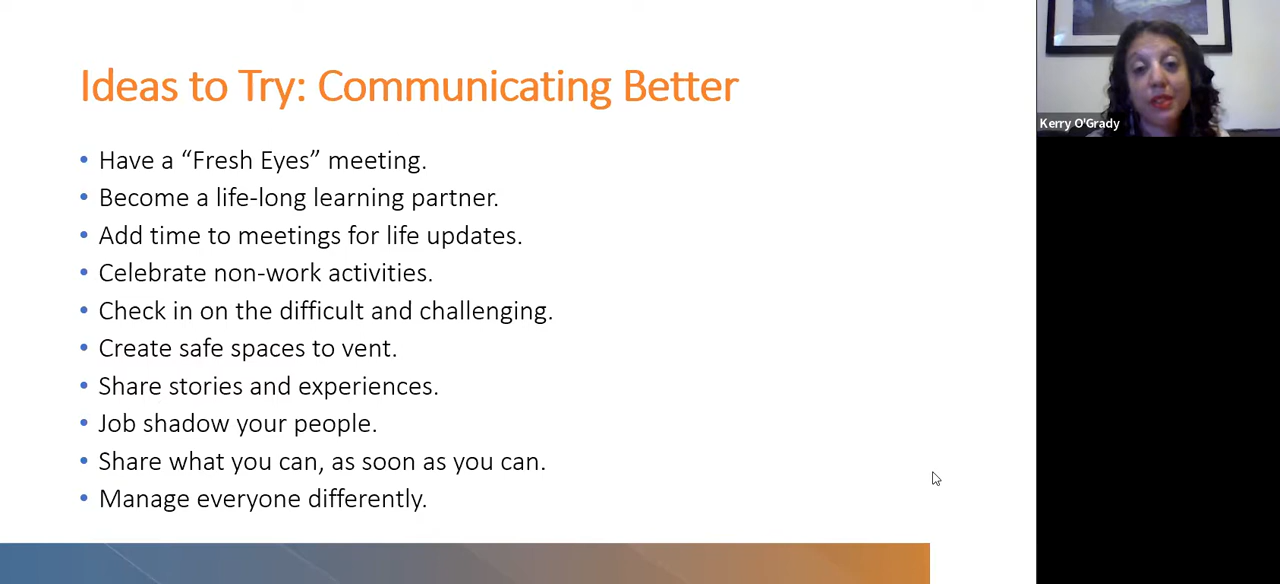 Ideas to Try: Communicating Better
• Have a “Fresh Eyes” meeting.
• Become a life-long learning partner.
• Add time to meetings for life updates.
• Celebrate non-work activities.
• Check in on the difficult and challenging.
• Create safe spaces to vent.
• Share stories and experiences.
• Job shadow your people.
• Share what you can, as soon as you can.
• Manage everyone differently.
Kerry O'Grady